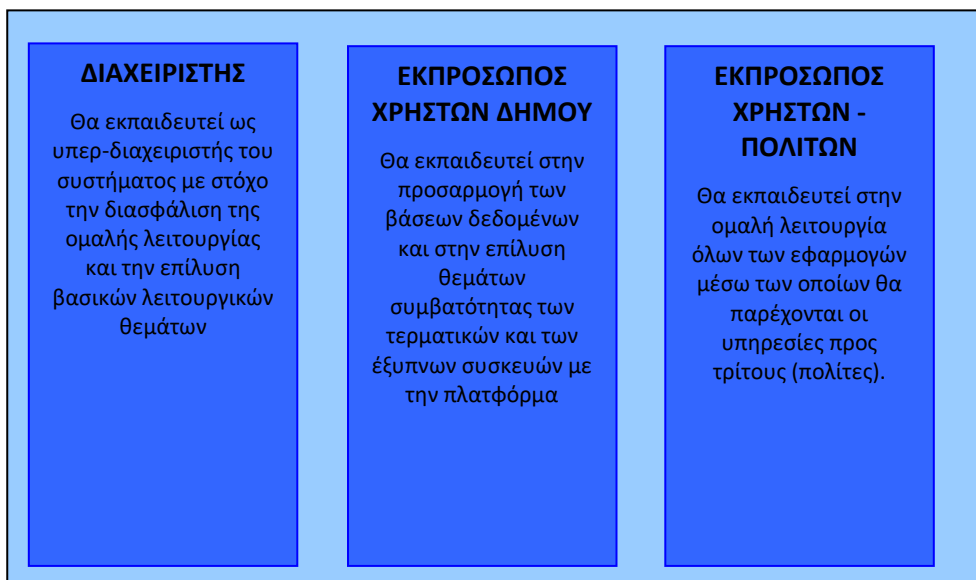 ΔΙΑΧΕΙΡΙΣΤΗΣ
Θα εκπαιδευτεί ως
υπερ-διαχειριστής του
συστήματος με στόχο
την διασφάλιση της
ομαλής λειτουργίας
και την επίλυση
βασικών λειτουργικών
θεμάτων
ΕΚΠΡΟΣΩΠΟΣ
ΧΡΗΣΤΩΝ ΔΗΜΟΥ
Θα εκπαιδευτεί στην
προσαρμογή των
βάσεων δεδομένων
και στην επίλυση
θεμάτων
συμβατότητας των
τερματικών και των
έξυπνων συσκευών με
την πλατφόρμα
ΕΚΠΡΟΣΩΠΟΣ
ΧΡΗΣΤΩΝ -
ΠΟΛΙΤΩΝ
Θα εκπαιδευτεί στην
ομαλή λειτουργία
όλων των εφαρμογών
μέσω των οποίων θα
παρέχονται οι
υπηρεσίες προς
τρίτους (πολίτες).